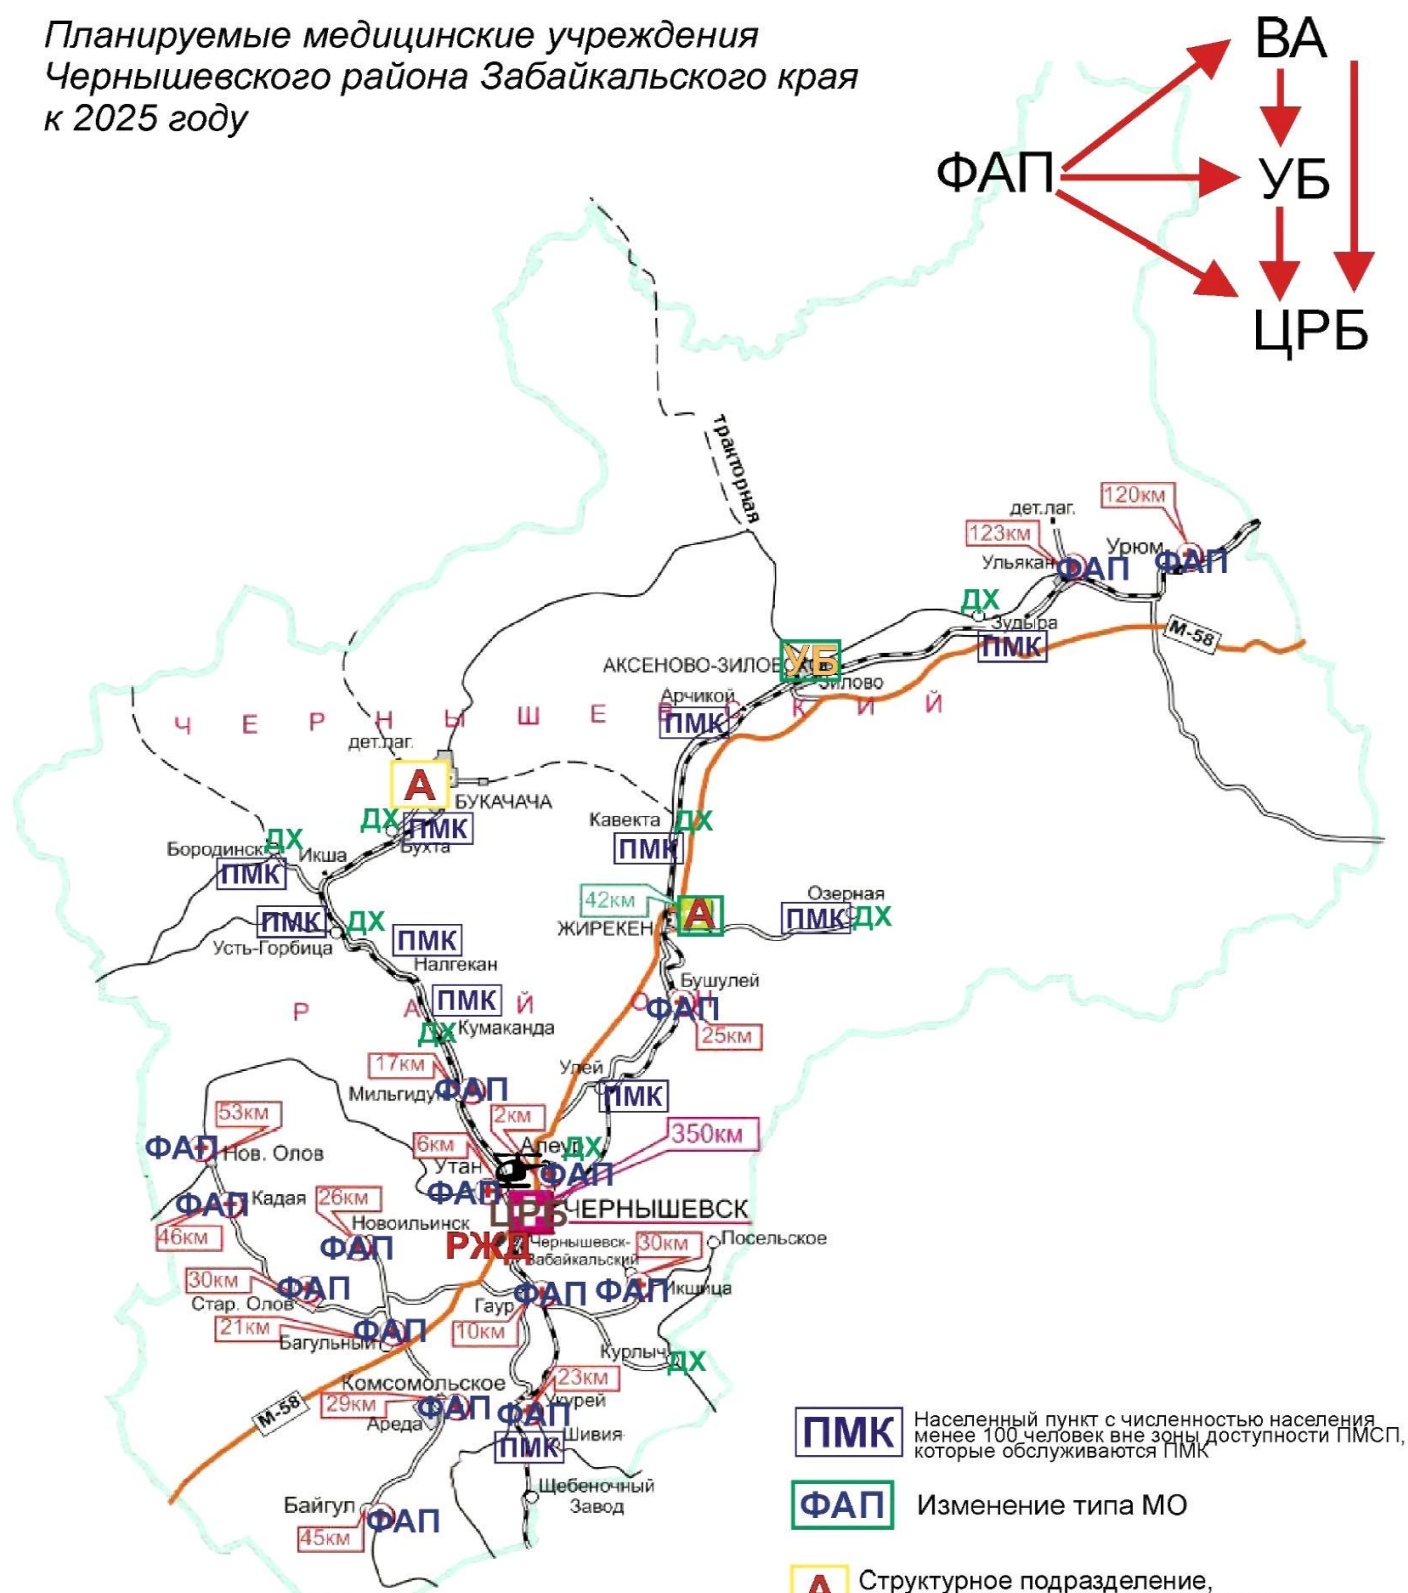 Планируемые медицинские учреждения
Чернышевского района Забайкальского края
к 2025 году
ВА
ФАП
УБ
ЦРБ
тракторная
120км
дет.лаг.
123км
Урюм
Ульякан
ФАП
ФАП
ДХ
Зудыра
ПМК
М-58
УБ
Зилово
Арчикой
ПМК
ЧЕРНЫШЕВСКИЙ
дет.лаг.
А
БУКАЧАЧА
ДХ
ПМК
Бухта
Кавекта
ДХ
ПМК
Бородинск
ДХ
Икша
ПМК
42км
А
ЖИРЕКЕН
Озерная
ПМК
ДХ
ПМК
ДХ
Усть-Горбица
ПМК
Налгекан
Бушулей
ФАП
25км
РАЙОН
ПМК
ДХ
Кумаканда
17км
Мильгидун
ФАП
Улей
ПМК
53км
ФАП
Нов. Олов
2км
6км
Алеур
ДХ
350км
Утан
ФАП
ФАП
ФАП
Кадая
46км
26км
Новоильинск
ФАП
ЦРБ
ЧЕРНЫШЕВСК
РЖД
Чернышевск-
Забайкальский
30км
Посельское
30км
ФАП
Стар. Олов
ФАП
Икшица
Гаур
ФАП
10км
21км
ФАП
Багульный
Курлыч
ДХ
Комсомольское
29км
ФАП
Ареда
23км
Укурей
ФАП
Шивия
ПМК
М-58
Щебеночный
Завод
Байгул
ФАП
45км
ПМК
Населенный пункт с численностью населения
менее 100 человек вне зоны доступности ПМСП,
которые обслуживаются ПМК
ФАП
Изменение типа МО
А
Структурное подразделение,